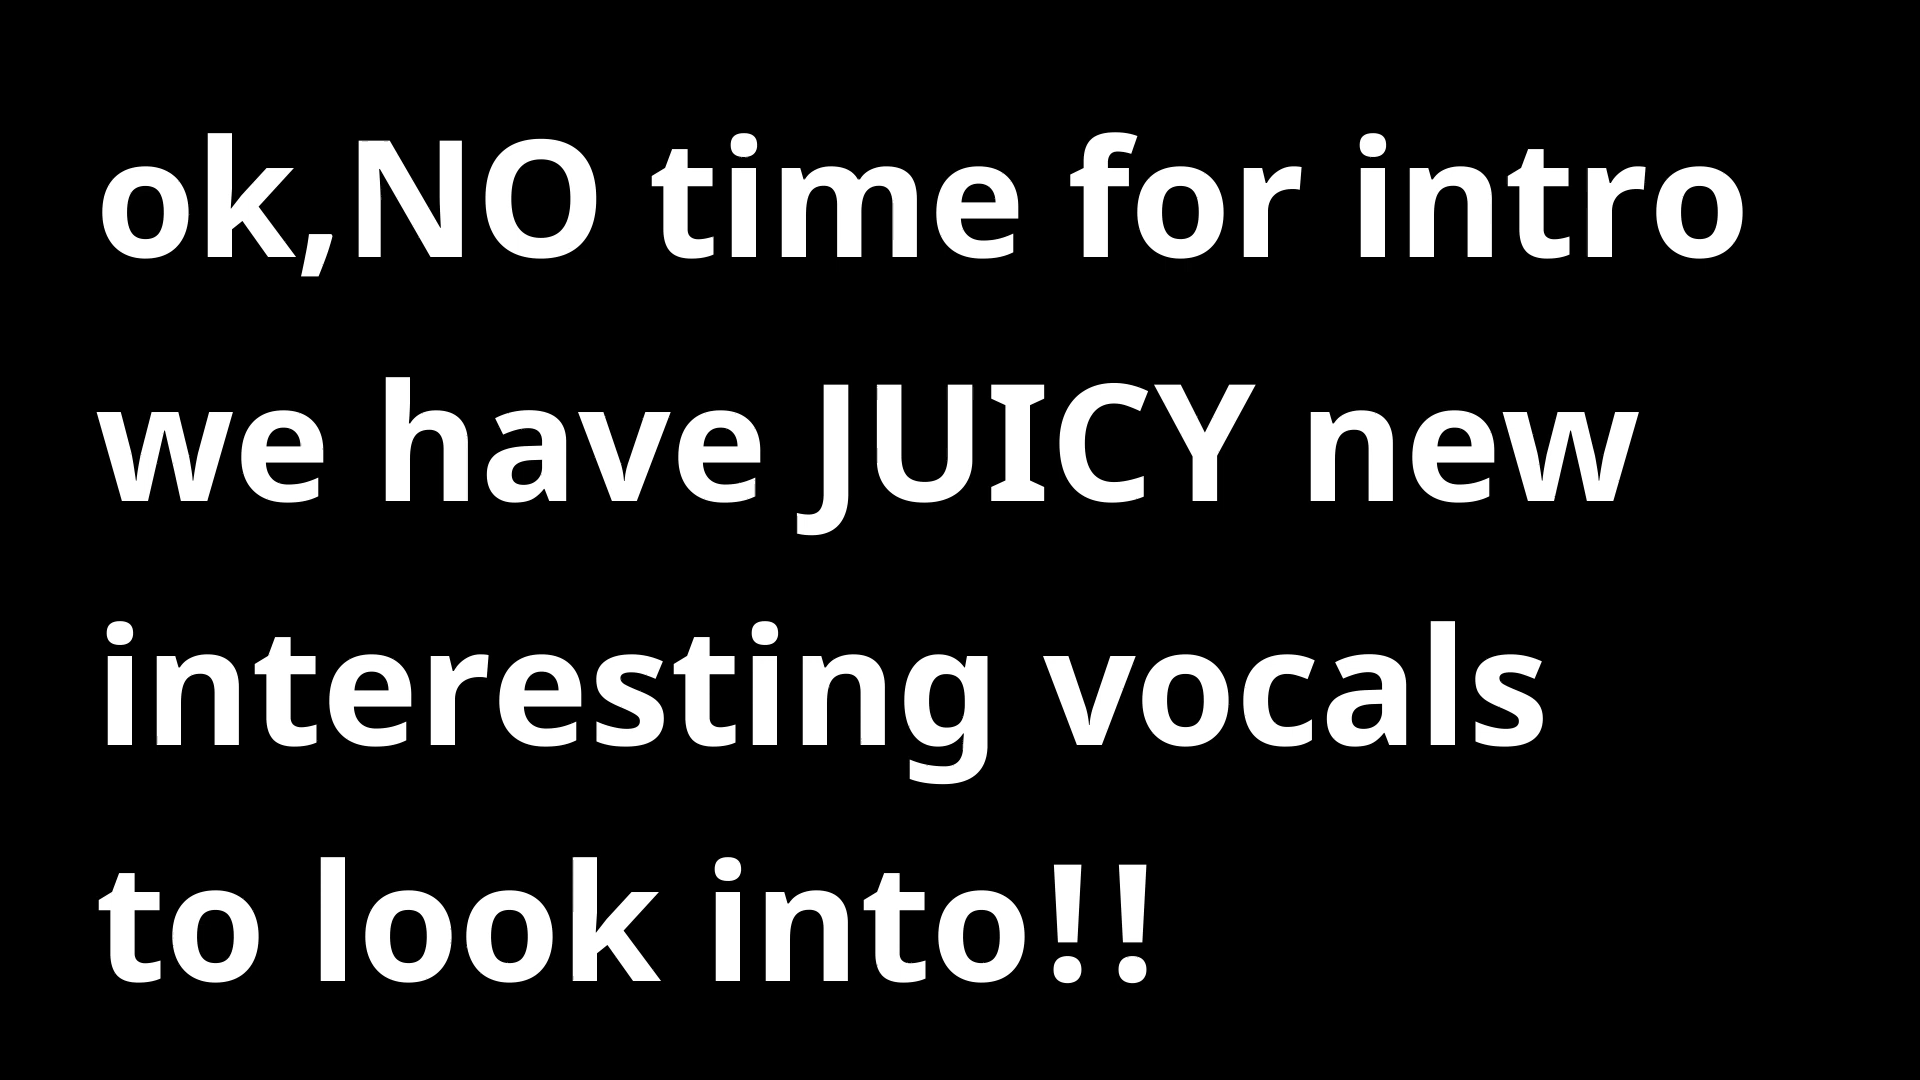 ok,NO time for intro
we have JUICY new
interesting vocals
to look into!!